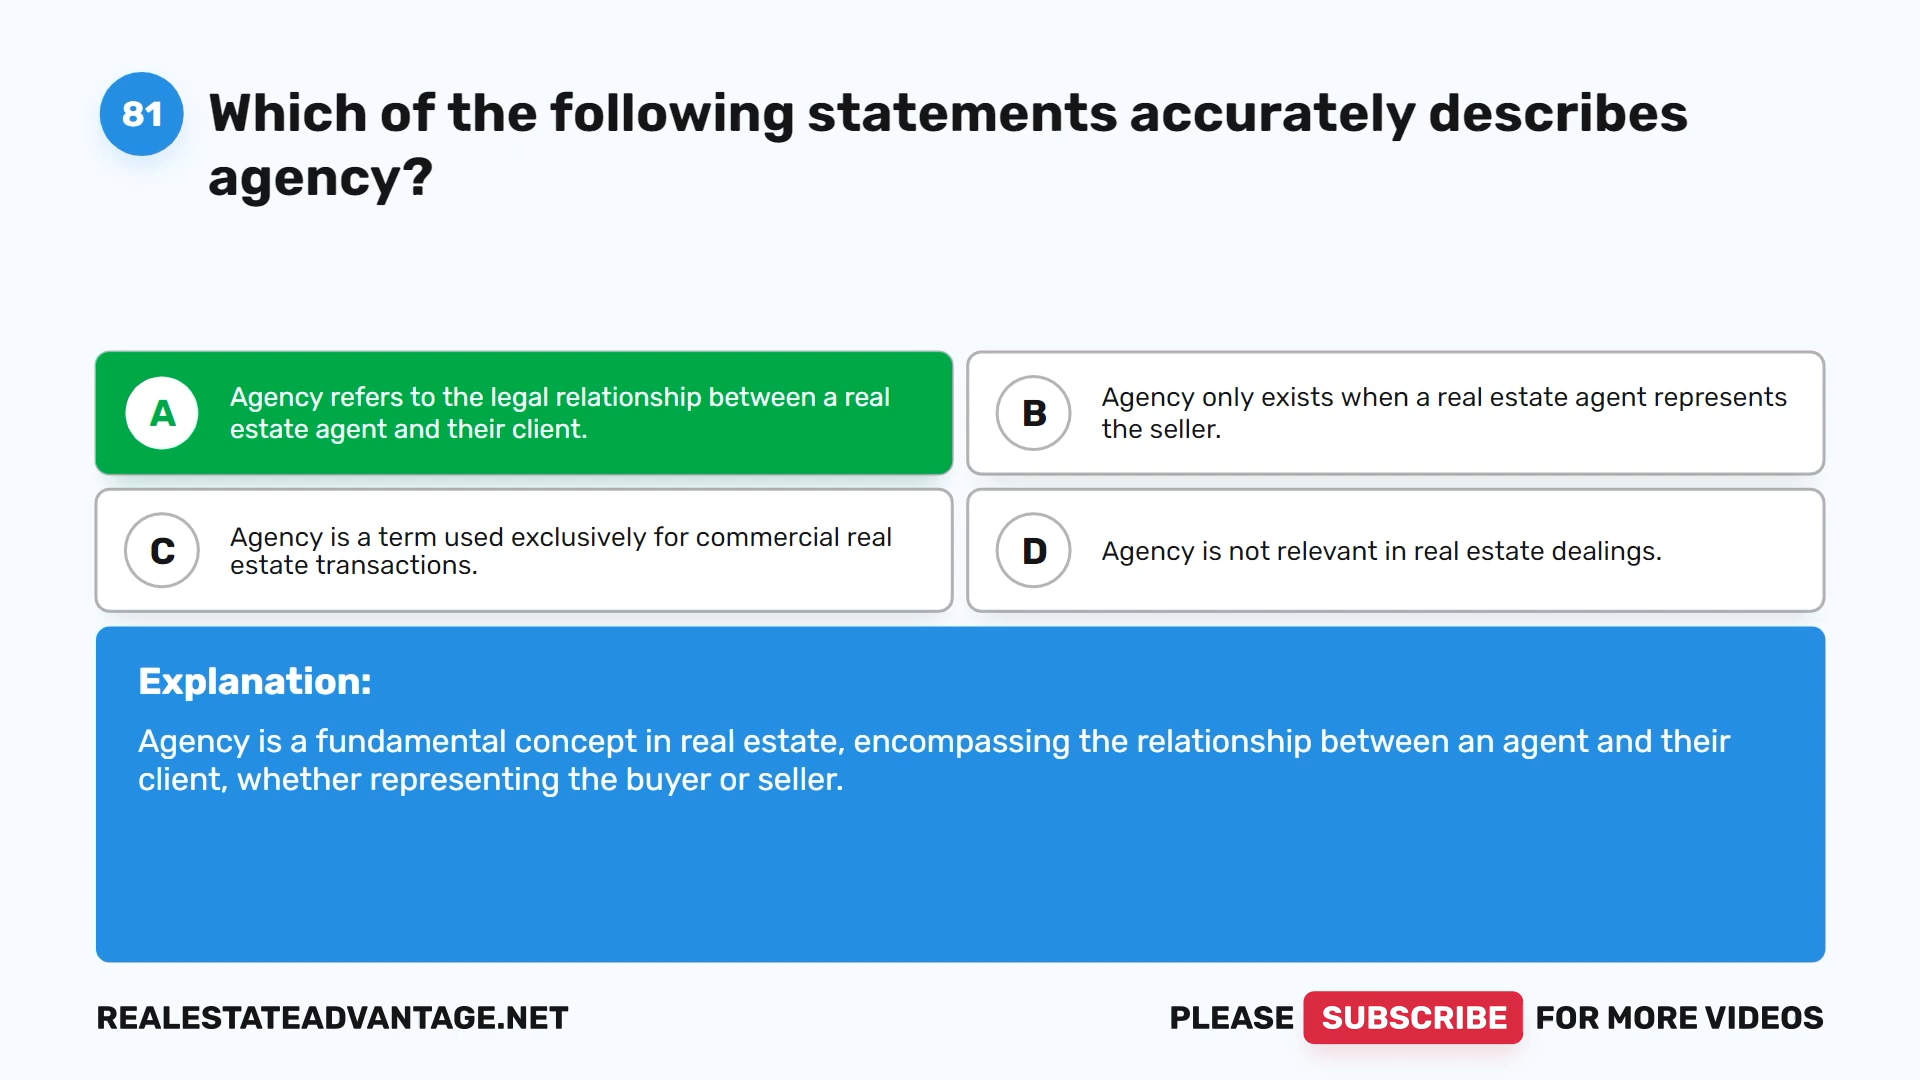 81
Which of the following statements accurately describes
agency?
A
Agency refers to the legal relationship between a real
estate agent and their client.
B
Agency only exists when a real estate agent represents
the seller.
C
Agency is a term used exclusively for commercial real
estate transactions.
D
Agency is not relevant in real estate dealings.
Explanation:
Agency is a fundamental concept in real estate, encompassing the relationship between an agent and their
client, whether representing the buyer or seller.
REALESTATEADVANTAGE.NET
PLEASE SUBSCRIBE FOR MORE VIDEOS